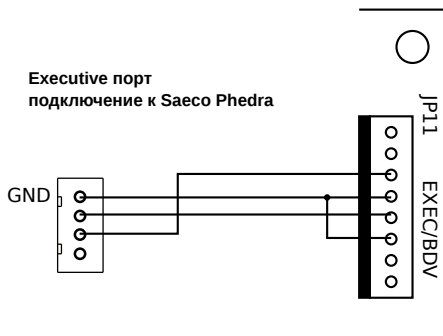 Executive порт
подключение к Saeco Phedra
JP11
GND
EXEC/BDV